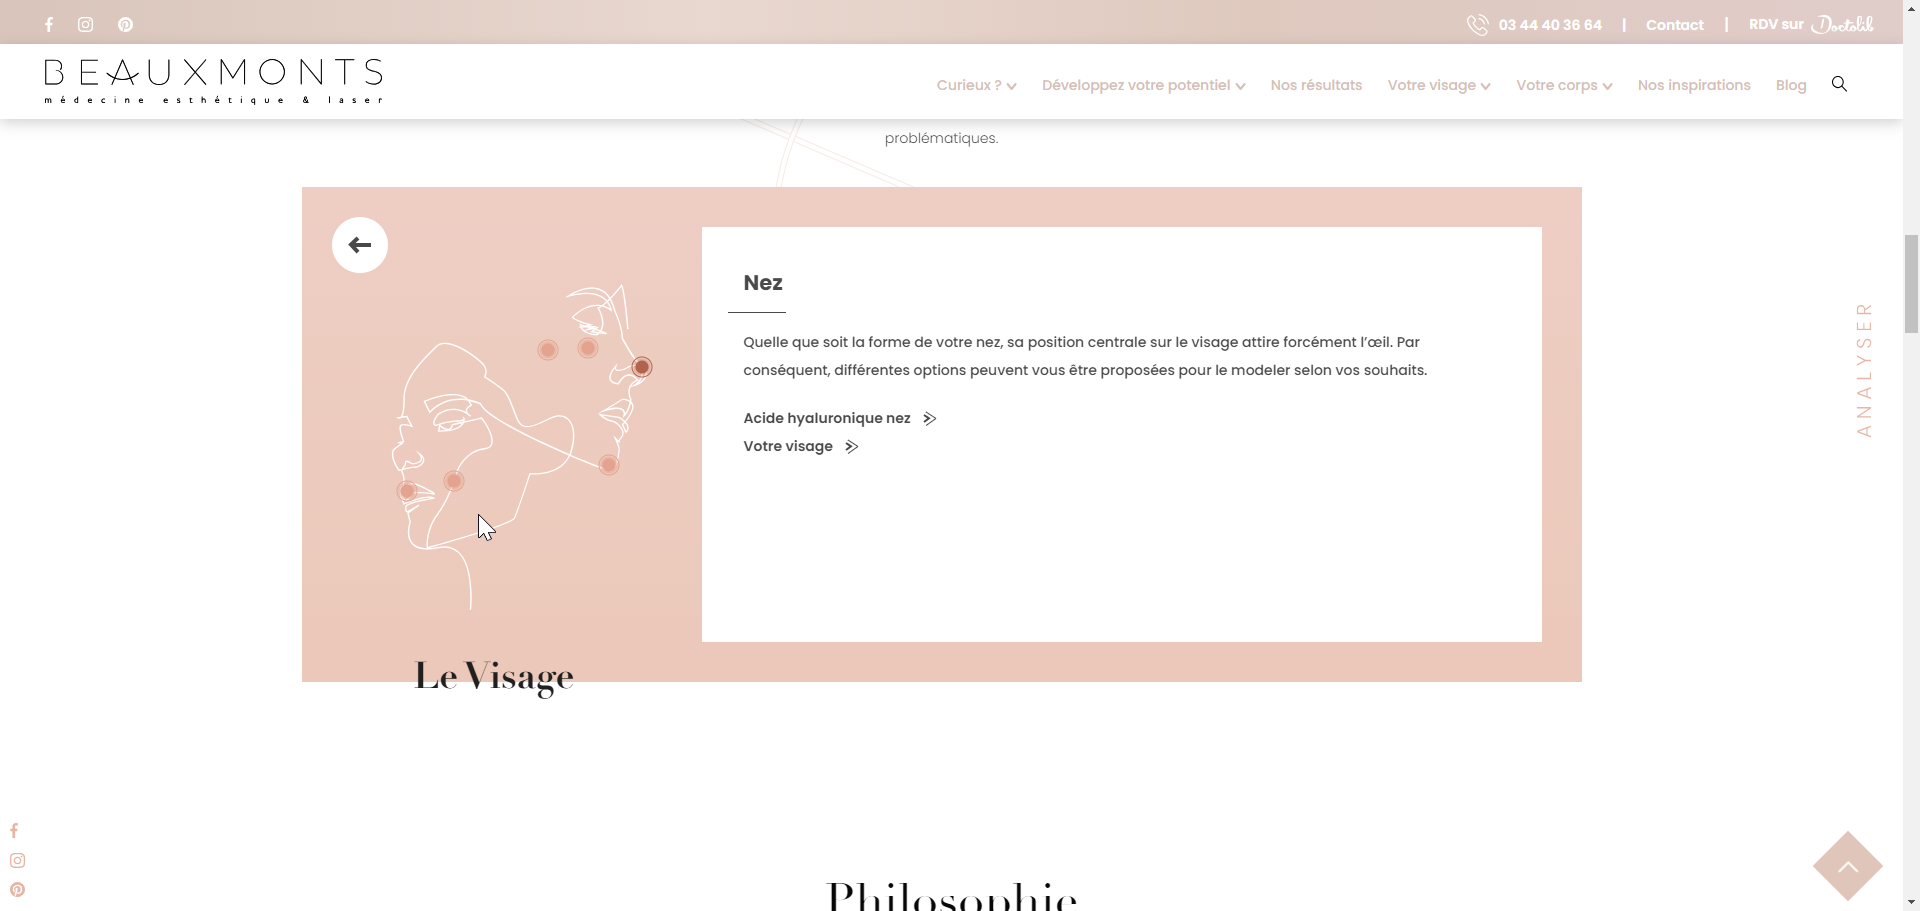 03 44 40 36 64 | Contact | RDV sur Doctolib
BEAUXMONTS
médecine esthétique & laser
Curieux ? Développez votre potentiel Nos résultats Votre visage Votre corps Nos inspirations Blog
problématiques.
Nez
Quelle que soit la forme de votre nez, sa position centrale sur le visage attire forcément l’œil. Par
conséquent, différentes options peuvent vous être proposées pour le modeler selon vos souhaits.
Acide hyaluronique nez
Votre visage
Le Visage
ANALYSER
Philosophie